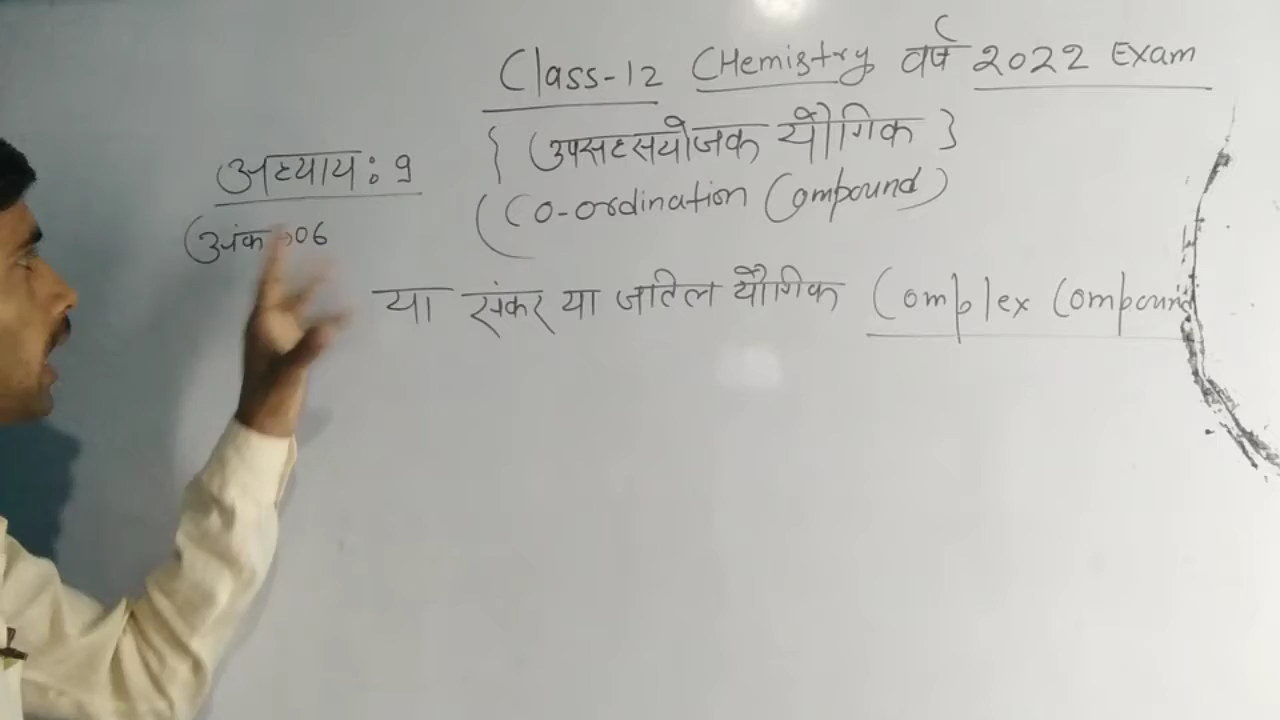 Class-12 CHemistry वर्ष 2022 Exam
{ उपसहसयोजक यौगिक }
अध्याय: 9
(Co-ordination Compound)
(अंक→06
या संकर या जटिल यौगिक Complex Compound